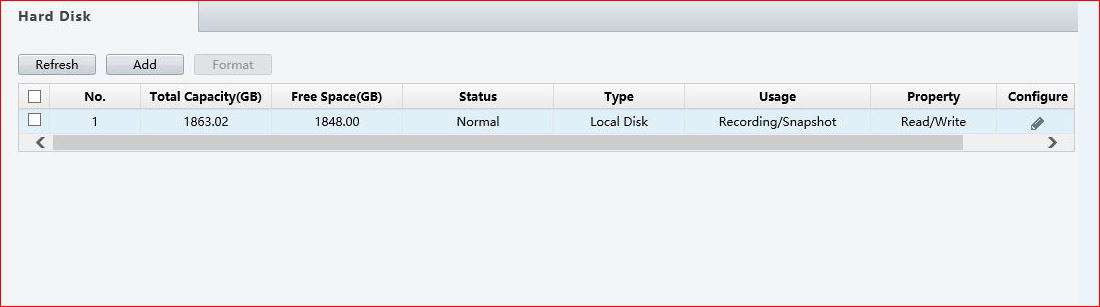 Hard Disk
Refresh Add Format
No. Total Capacity(GB) Free Space(GB) Status Type Usage Property Configure
1 1863.02 1848.00 Normal Local Disk Recording/Snapshot Read/Write